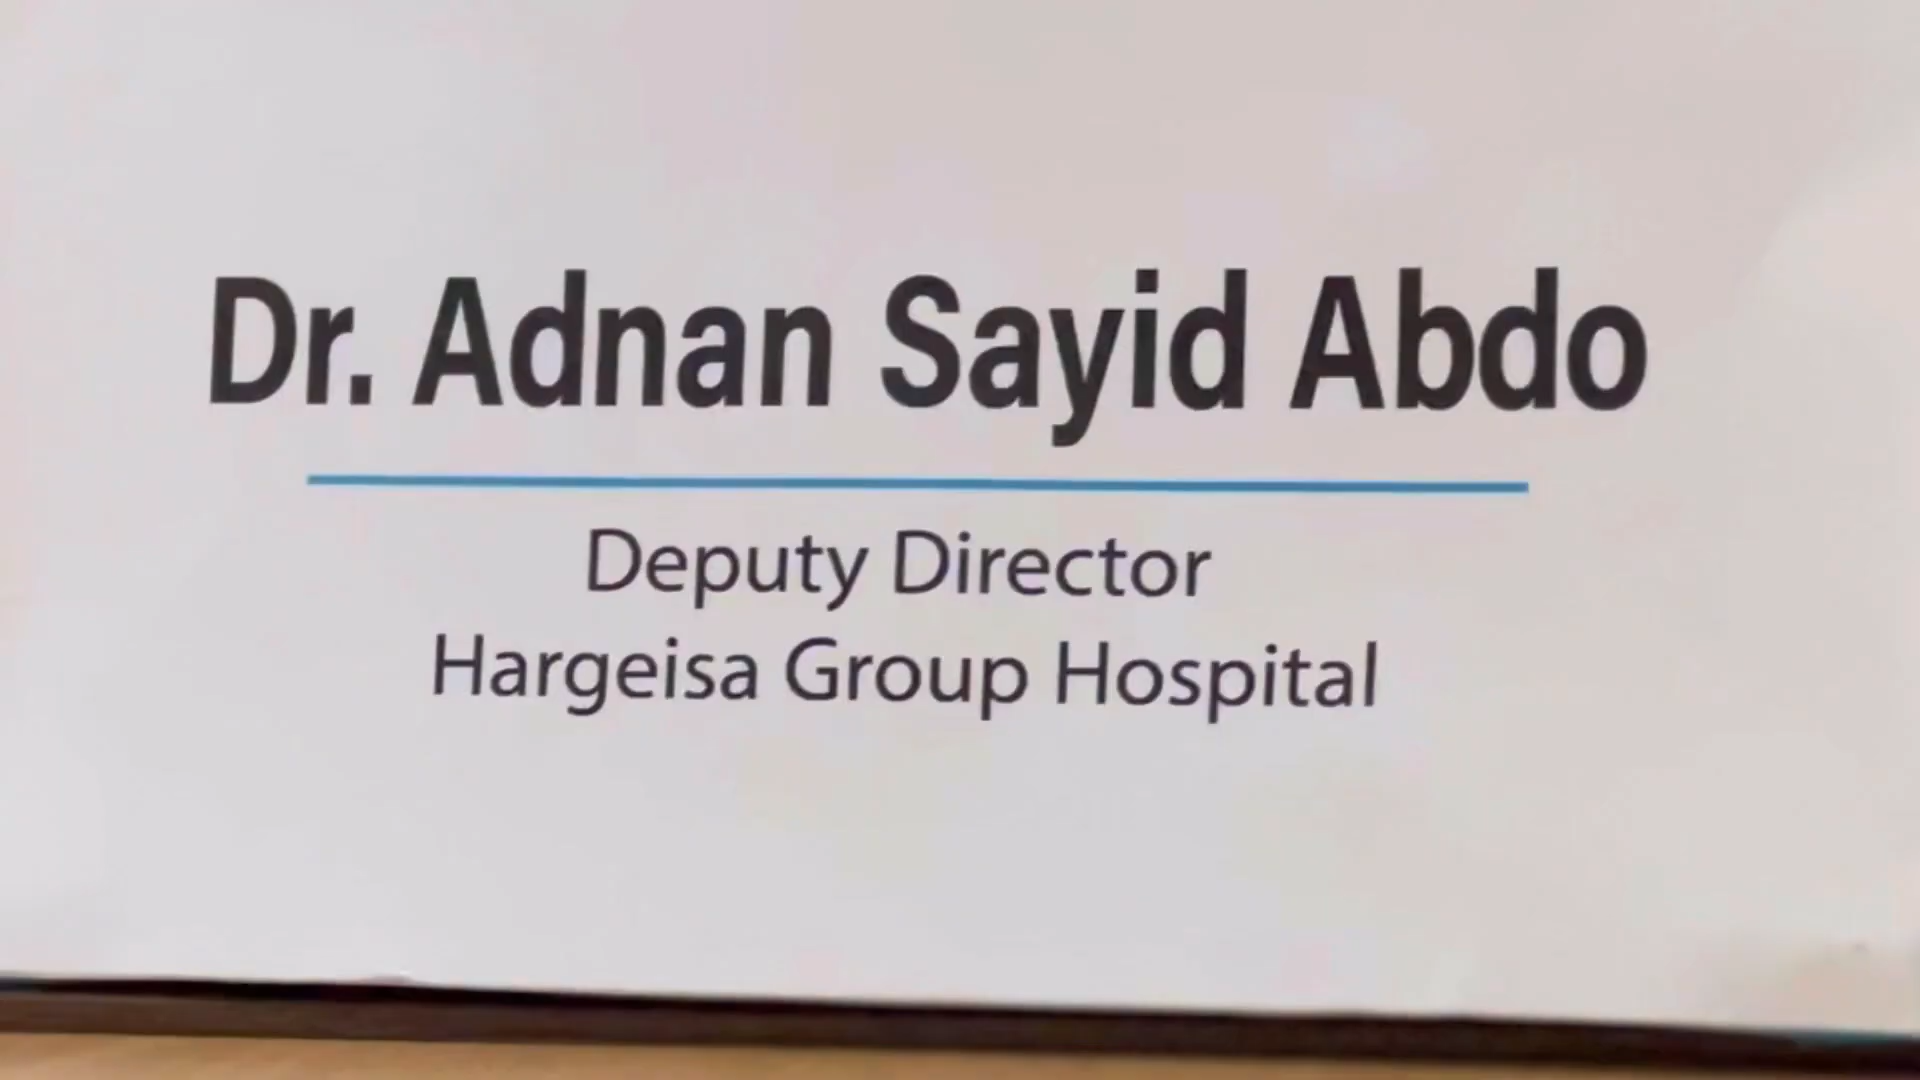 Dr. Adnan Sayid Abdo
Deputy Director
Hargeisa Group Hospital